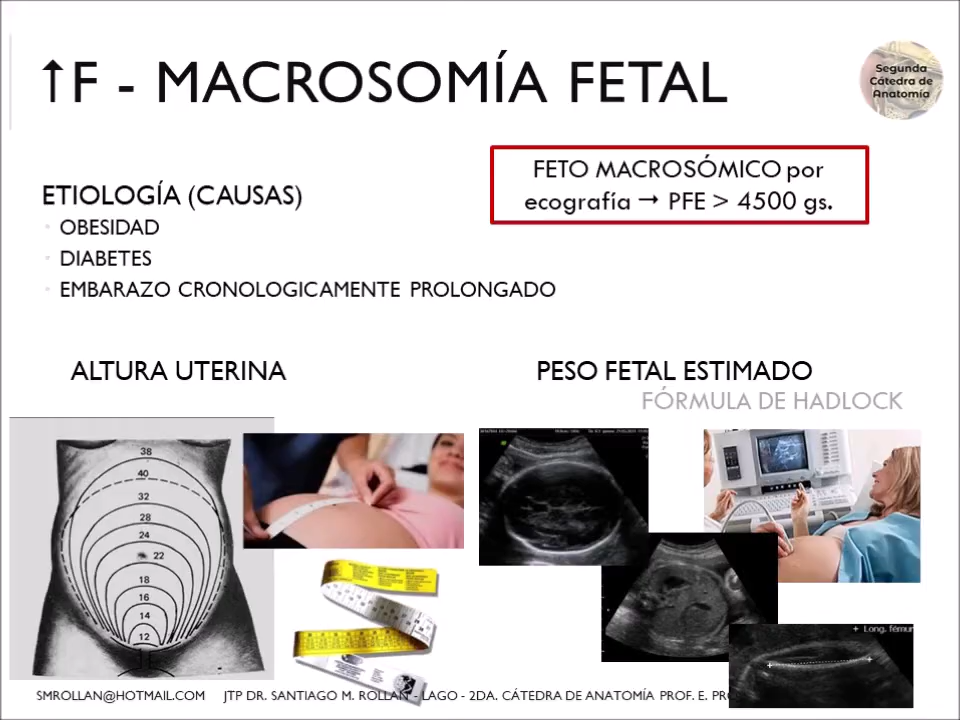 ↑F - MACROSOMÍA FETAL
Segunda
Cátedra de
Anatomía
FETO MACROSÓMICO por
ecografía → PFE > 4500 gs.
ETIOLOGÍA (CAUSAS)
OBESIDAD
DIABETES
EMBARAZO CRONOLOGICAMENTE PROLONGADO
ALTURA UTERINA
PESO FETAL ESTIMADO
FÓRMULA DE HADLOCK
38
40
32
28
24
22
18
16
14
12
+ Long. fémur
SMROLLAN@HOTMAIL.COM JTP DR. SANTIAGO M. ROLLAN - LAGO - 2DA. CÁTEDRA DE ANATOMÍA PROF. E.